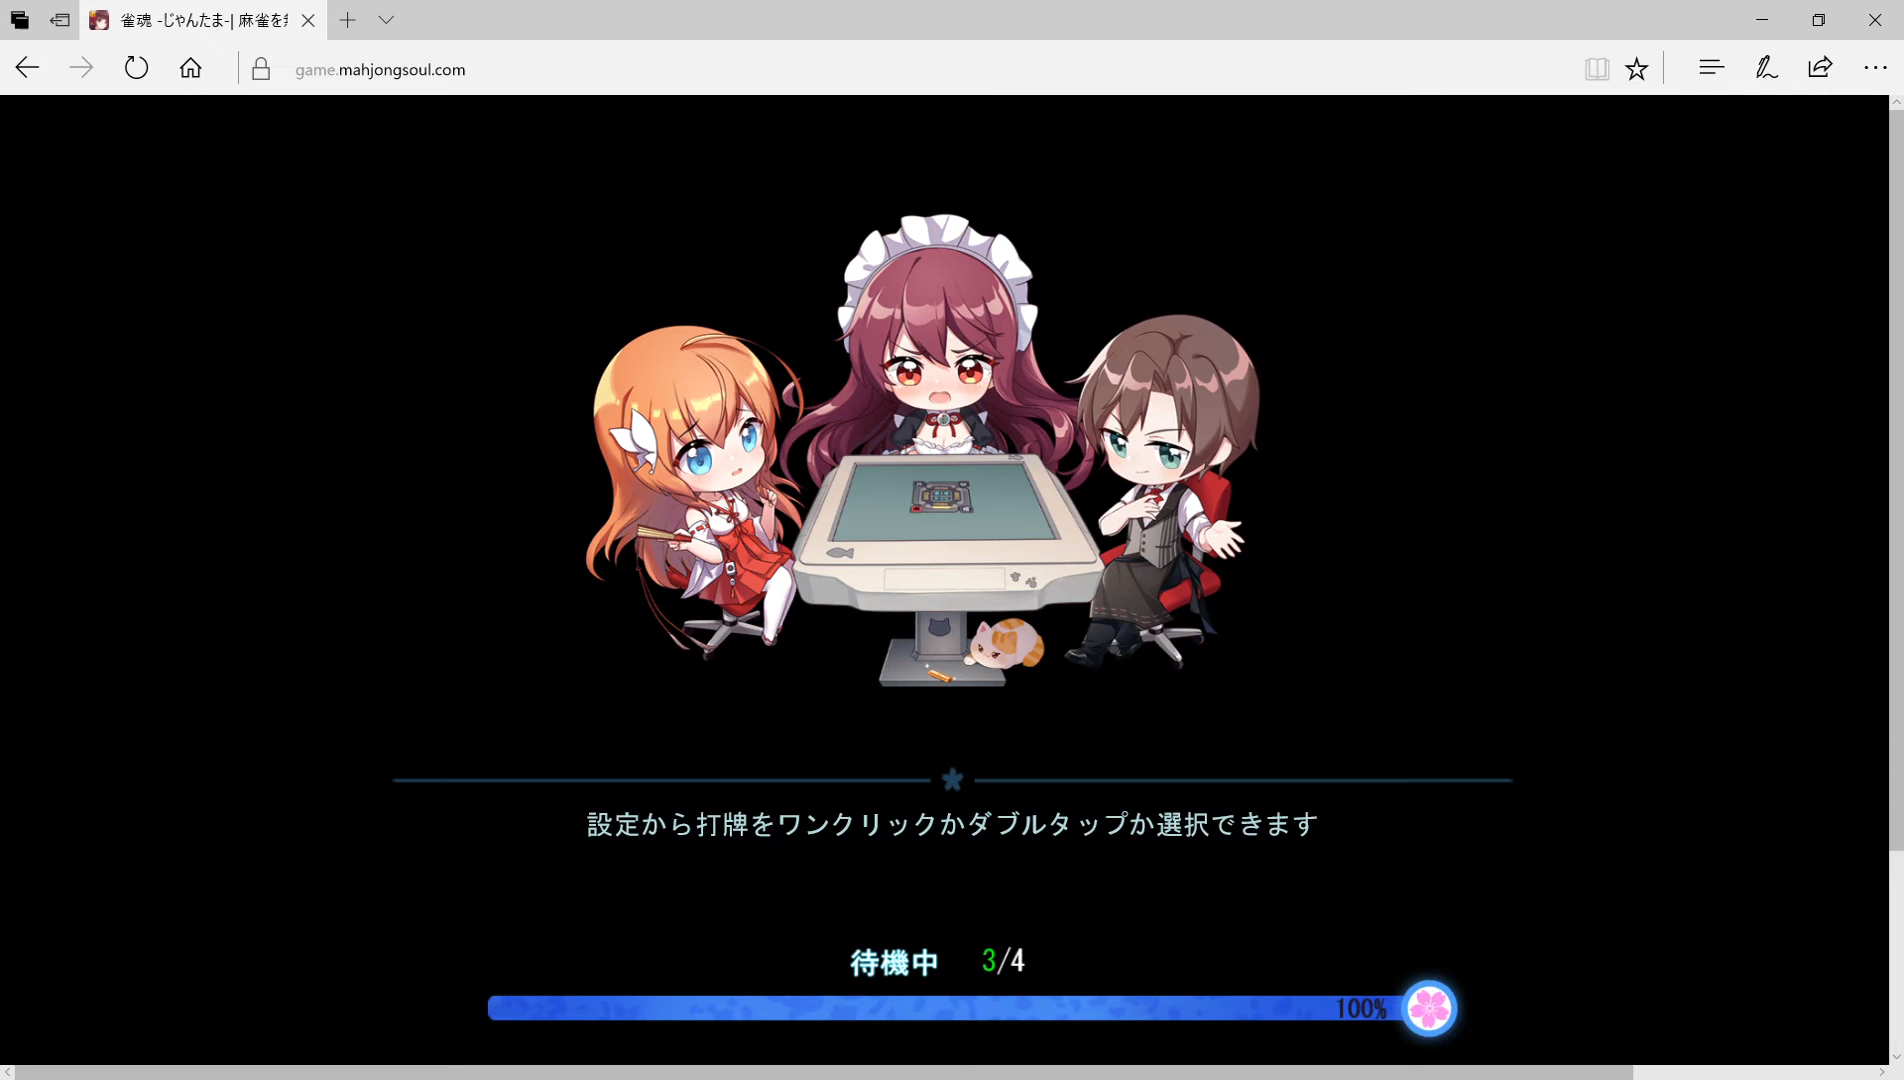 雀魂 -じゃんたま-| 麻雀を
game.mahjongsoul.com
設定から打牌をワンクリックかダブルタップか選択できます
待機中 3/4
100%